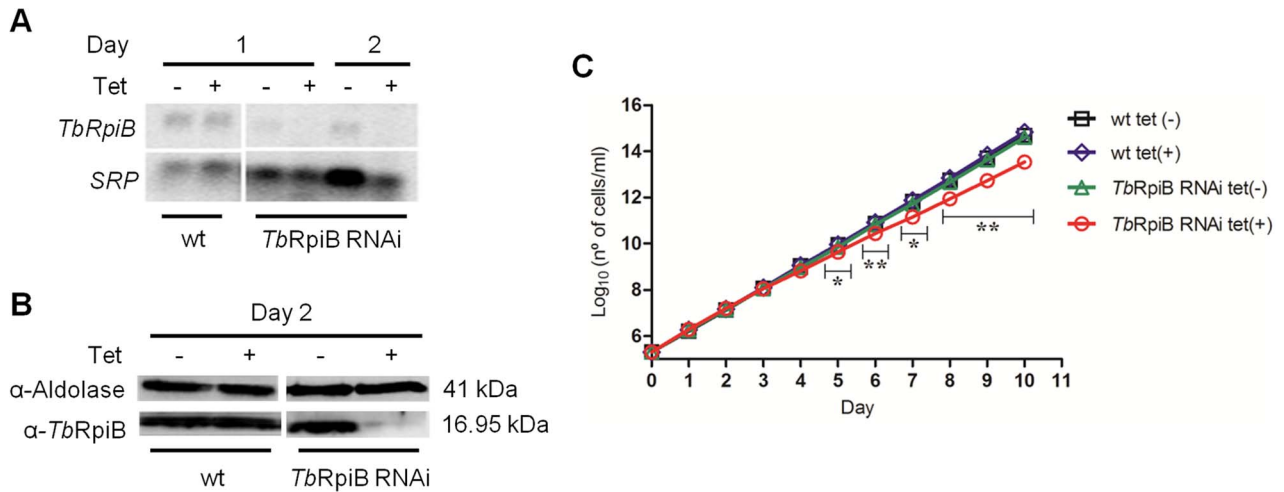 A
Day 1 2
Tet - + - + - +
TbRpiB
SRP
wt TbRpiB RNAi
B
Day 2
Tet - + - +
α-Aldolase 41 kDa
α-TbRpiB 16.95 kDa
wt TbRpiB RNAi
C
Log10 (nº of cells/ml)
16
14
12
10
8
6
* ** * **
0 1 2 3 4 5 6 7 8 9 10 11
Day
wt tet (-)
wt tet(+)
TbRpiB RNAi tet(-)
TbRpiB RNAi tet(+)